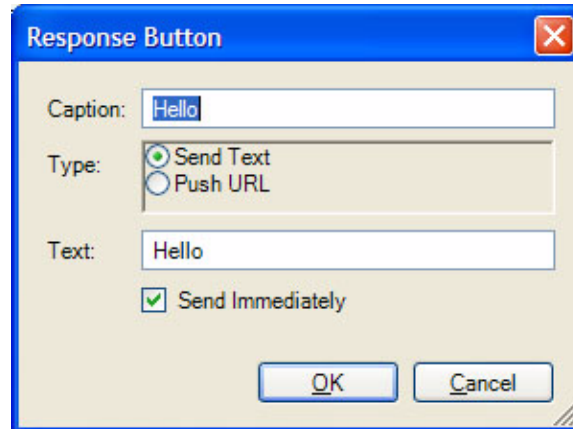 Response Button
Caption: Hello
Type: Send Text
Push URL
Text: Hello
Send Immediately
OK Cancel